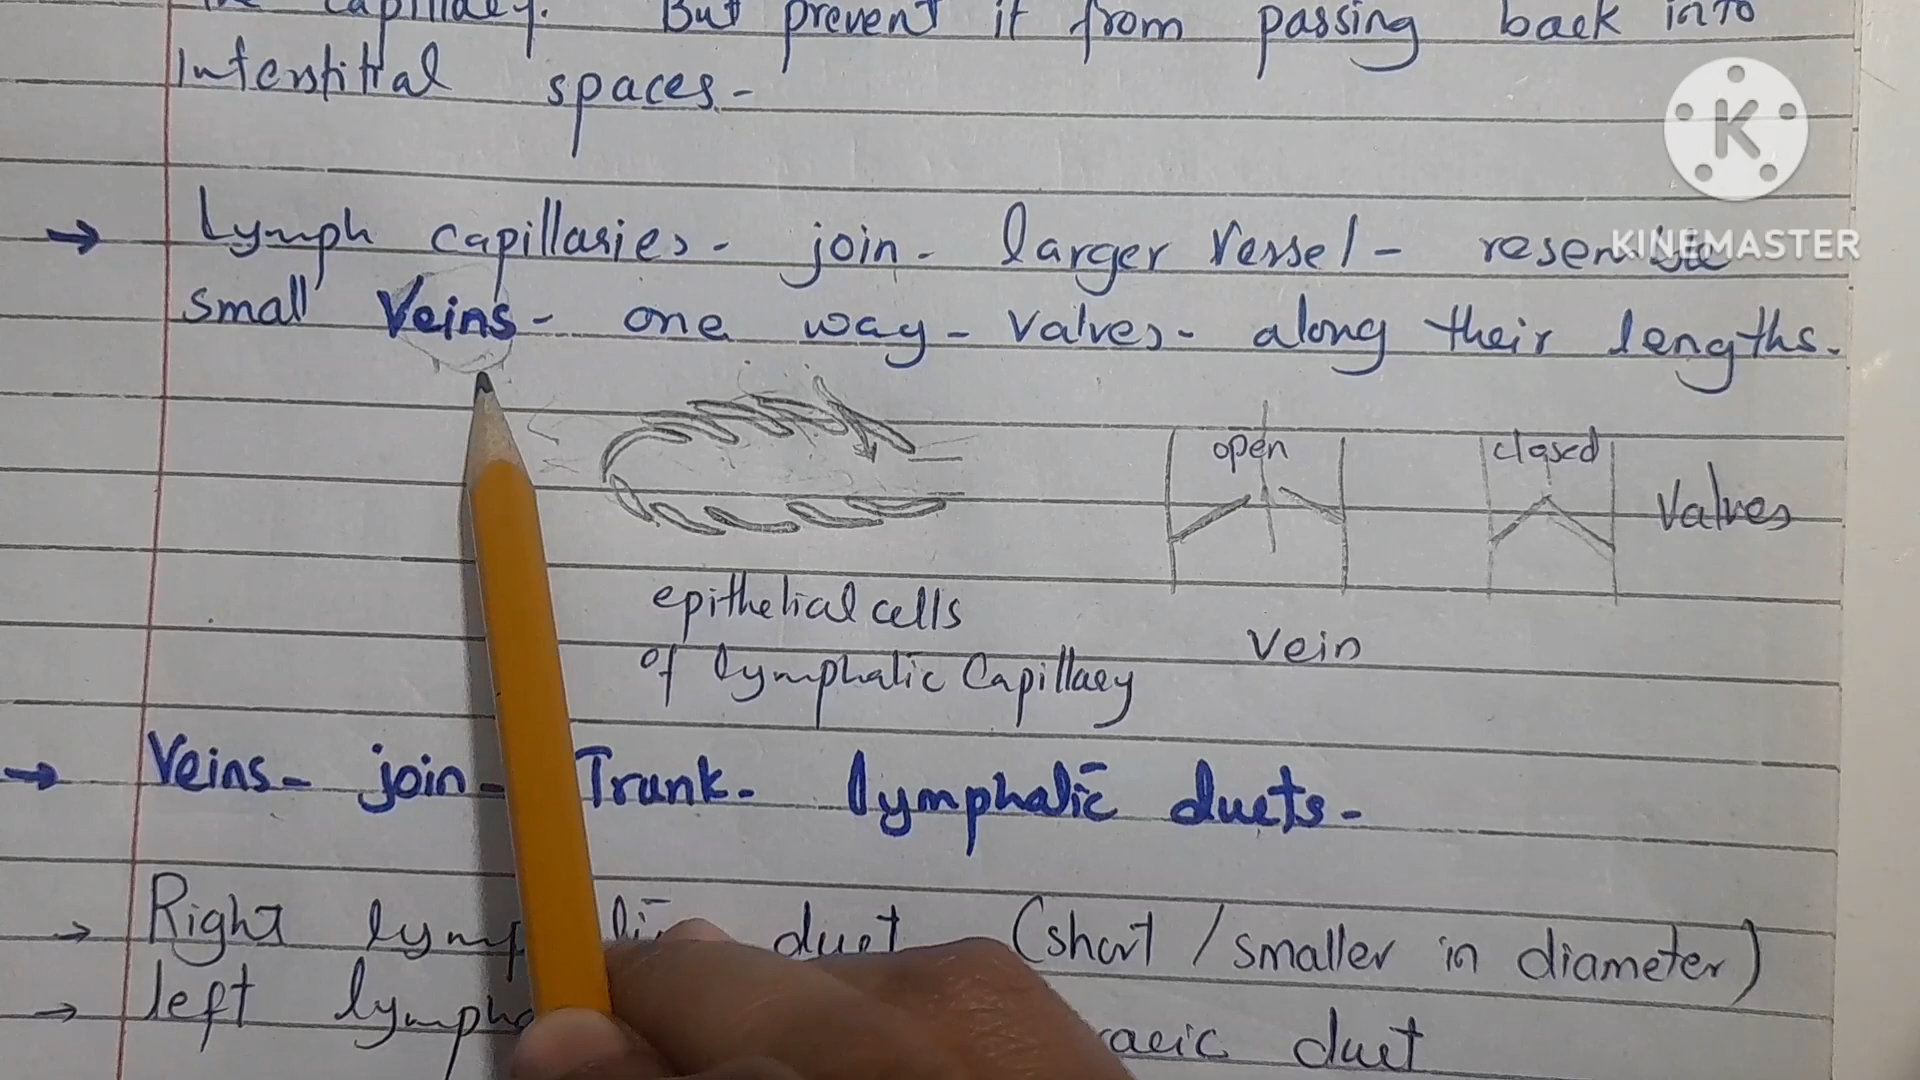 the capillary. But prevent it from passing back into
Interstitial spaces-
→ Lymph capillaries- join- larger Vessel- resemble
small Veins- one way- valves- along their lengths.
open closed Valves
epithelial cells
of lymphatic Capillary
Vein
→ Veins- join- Trunk- lymphatic ducts-
→ Right duct (short / smaller in diameter)
→ left duct
K
KINEMASTER